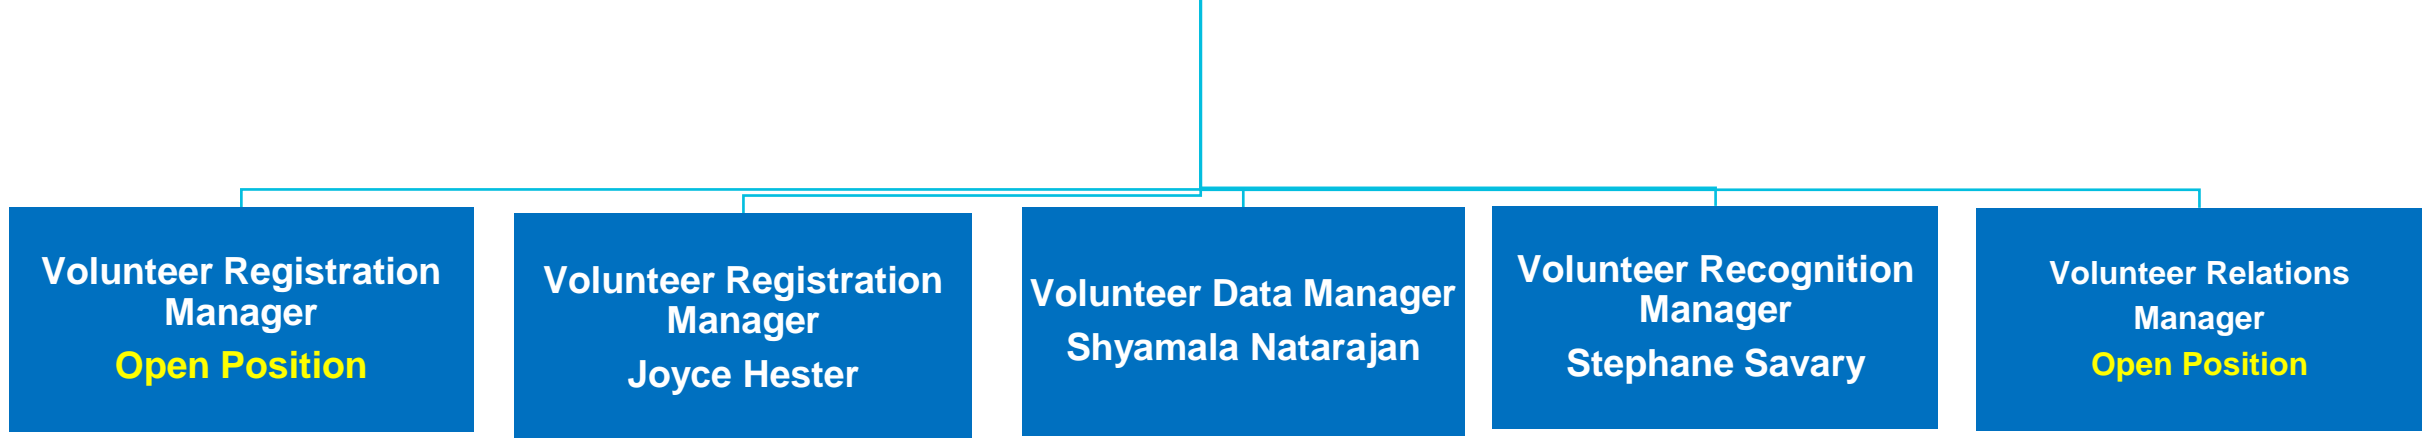 Volunteer Registration
Manager
Open Position
Volunteer Registration
Manager
Joyce Hester
Volunteer Data Manager
Shyamala Natarajan
Volunteer Recognition
Manager
Stephane Savary
Volunteer Relations
Manager
Open Position